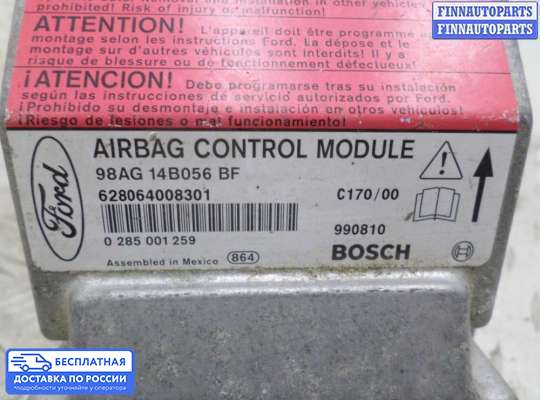 prohibited! Risk of injury or malfunction!
FINNAUTOPARTS
FINNAUTOPARTS
ATTENTION! L'appareil doit être programmé au
montage selon les instructions Ford. La dépose et le
montage sur d'autres véhicules sont interdits! Il y a
risque de blessure ou de fonctionnement défectueux!
¡ATENCION! Debe programarse tras su instalación
según las instrucciones de servicio autorizados por Ford.
¡Prohibido su desmontaje e instalación en otros vehículos!
¡Riesgo de lesiones o mal funcionamiento!
Ford
AIRBAG CONTROL MODULE
98AG 14B056 BF
628064008301
C170/00
0 285 001 259
990810
BOSCH
Assembled in Mexico
864
БЕСПЛАТНАЯ
ДОСТАВКА ПО РОССИИ
подробности уточняйте у оператора